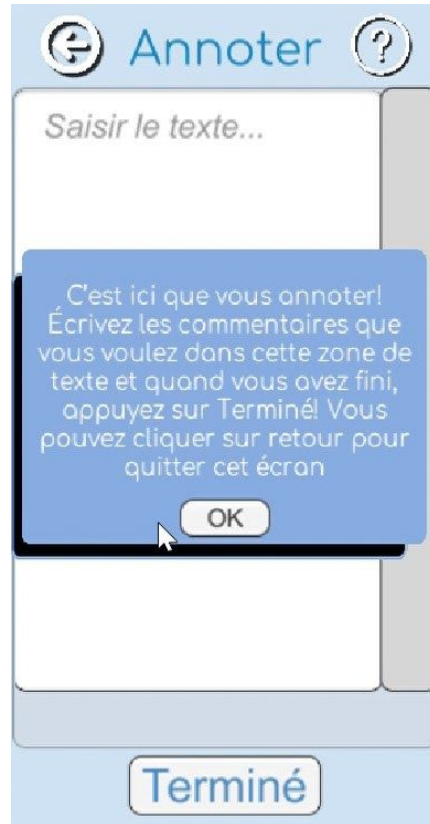 Annoter ?
Saisir le texte...
C'est ici que vous annoter!
Écrivez les commentaires que
vous voulez dans cette zone de
texte et quand vous avez fini,
appuyez sur Terminé! Vous
pouvez cliquer sur retour pour
quitter cet écran
OK
Terminé